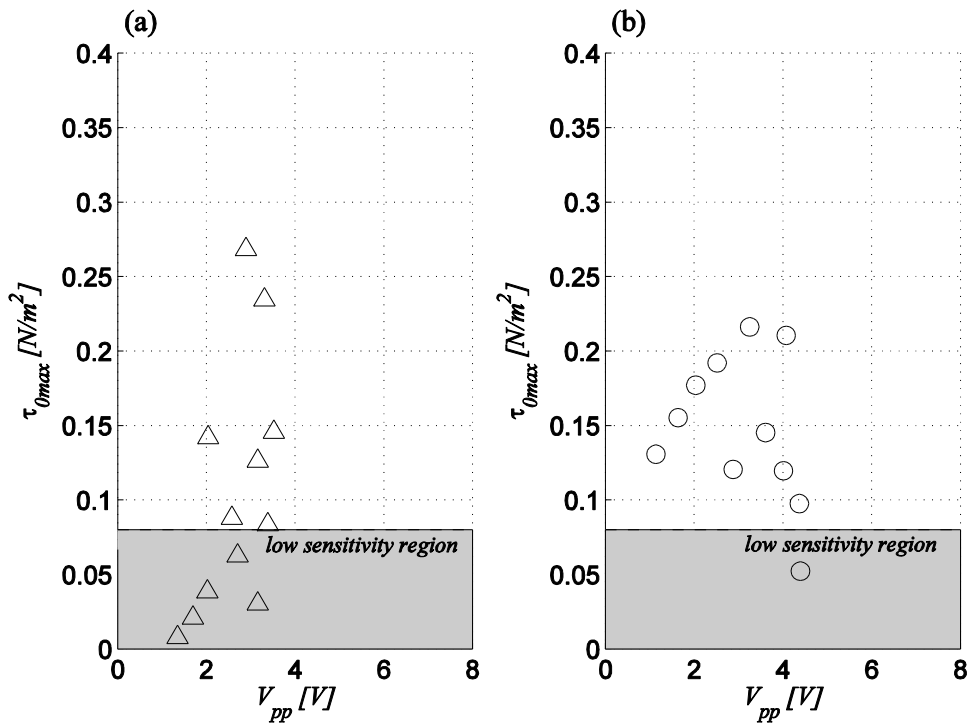 (a)
0.4
0.35
0.3
0.25
0.2
0.15
0.1
0.05
0
τ0max [N/m2]
low sensitivity region
0 2 4 6 8
Vpp [V]
(b)
0.4
0.35
0.3
0.25
0.2
0.15
0.1
0.05
0
τ0max [N/m2]
low sensitivity region
0 2 4 6 8
Vpp [V]